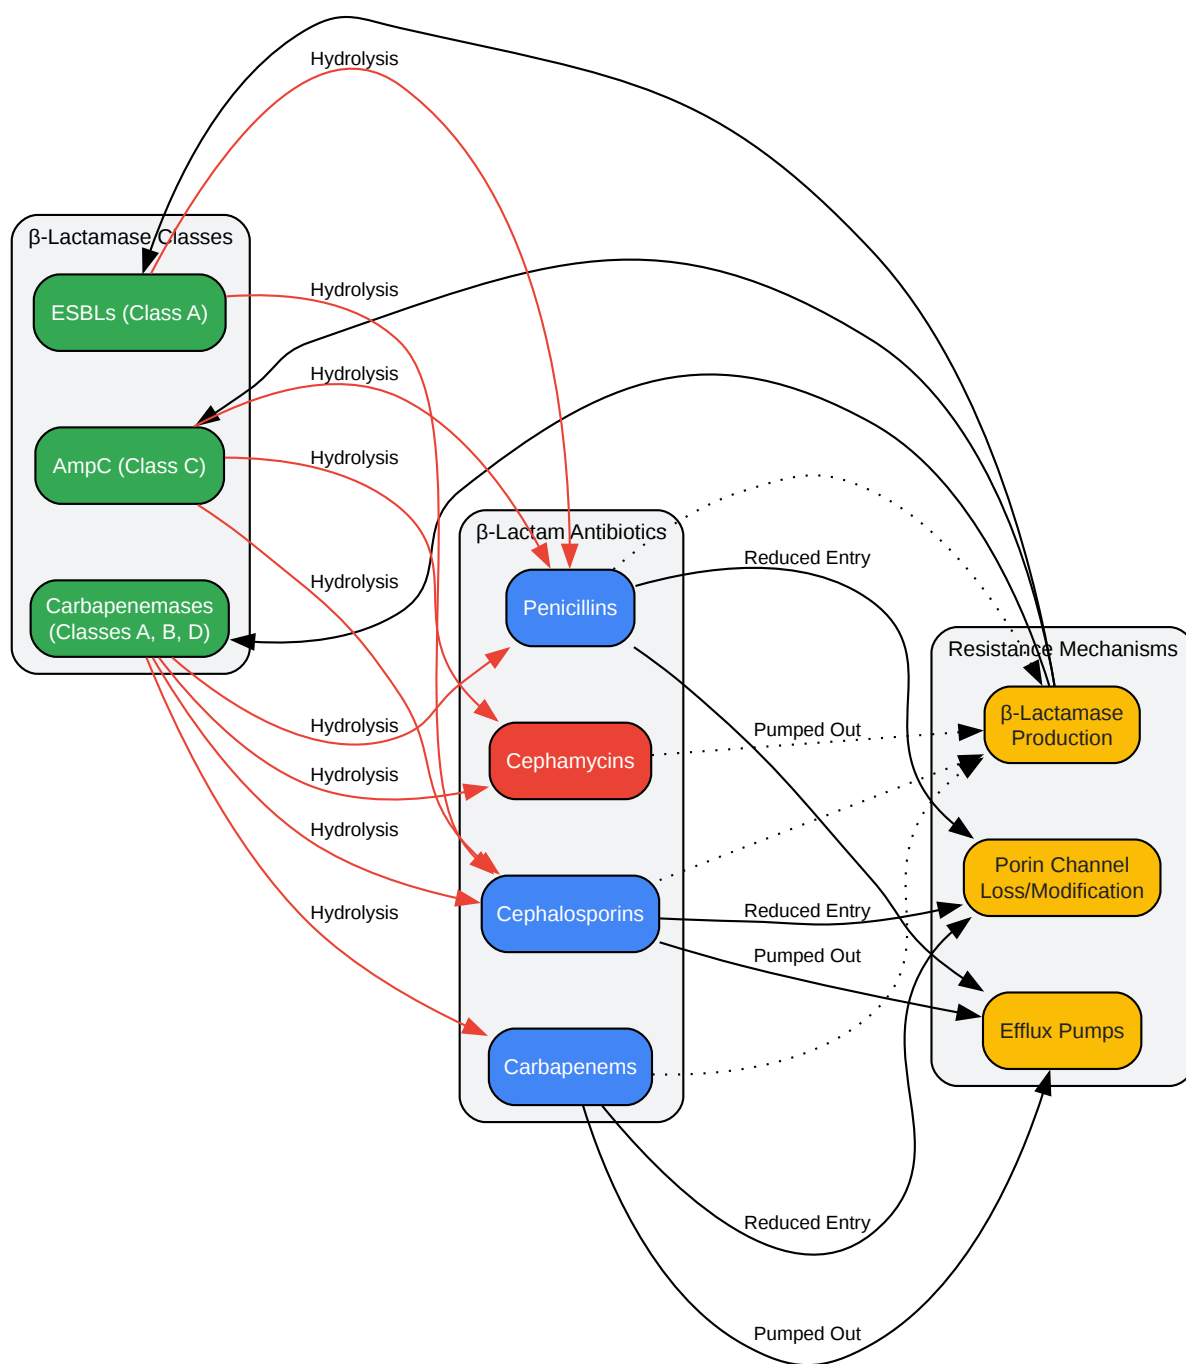 Hydrolysis
β-Lactamase Classes
ESBLs (Class A)
Hydrolysis
Hydrolysis
AmpC (Class C)
Hydrolysis
β-Lactam Antibiotics
Reduced Entry
Hydrolysis
Carbapenemases
(Classes A, B, D)
Penicillins
Resistance Mechanisms
Hydrolysis
Pumped Out
β-Lactamase
Production
Cephamycins
Hydrolysis
Hydrolysis
Porin Channel
Loss/Modification
Hydrolysis
Cephalosporins
Reduced Entry
Pumped Out
Efflux Pumps
Carbapenems
Reduced Entry
Pumped Out